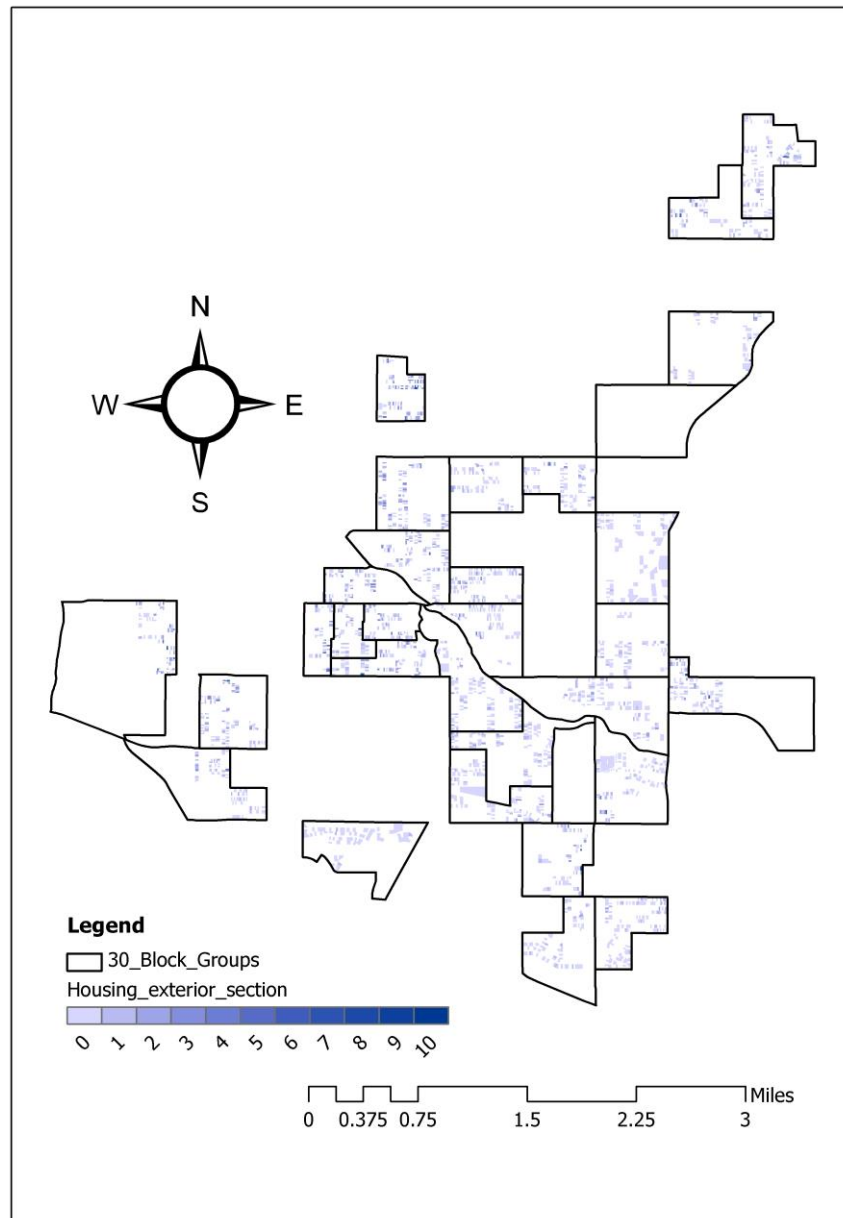 N
W E
S
Legend
30_Block_Groups
Housing_exterior_section
0 1 2 3 4 5 6 7 8 9 10
Miles
0 0.375 0.75 1.5 2.25 3